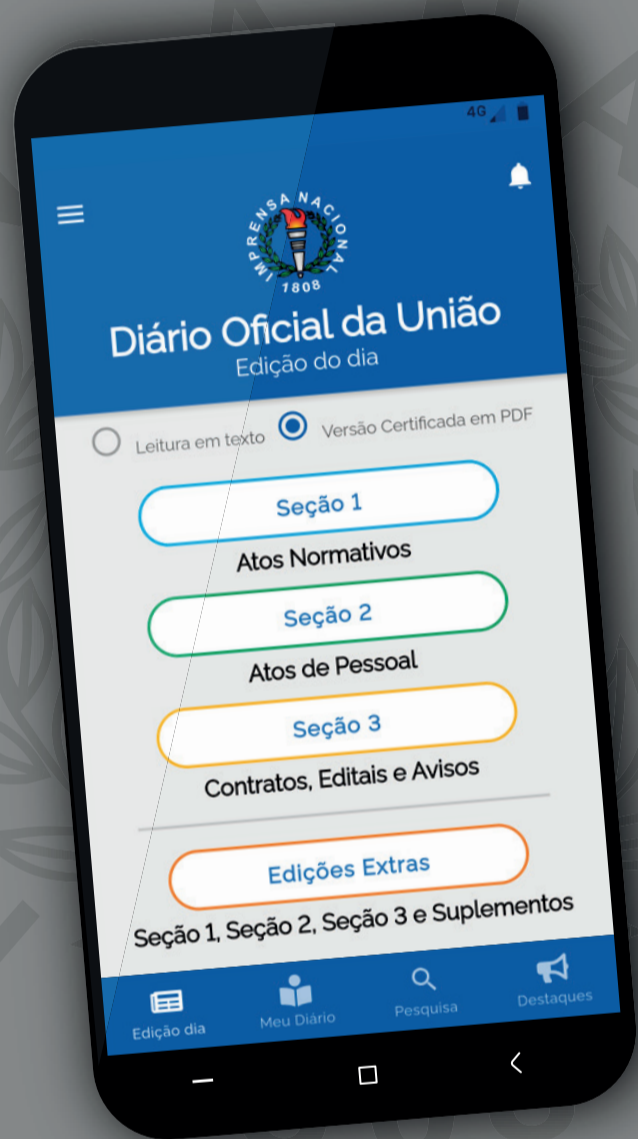 4G
IMPRENSA NACIONAL
1808
Diário Oficial da União
Edição do dia
Leitura em texto Versão Certificada em PDF
Seção 1
Atos Normativos
Seção 2
Atos de Pessoal
Seção 3
Contratos, Editais e Avisos
Edições Extras
Seção 1, Seção 2, Seção 3 e Suplementos
Edição dia Meu Diário Pesquisa Destaques